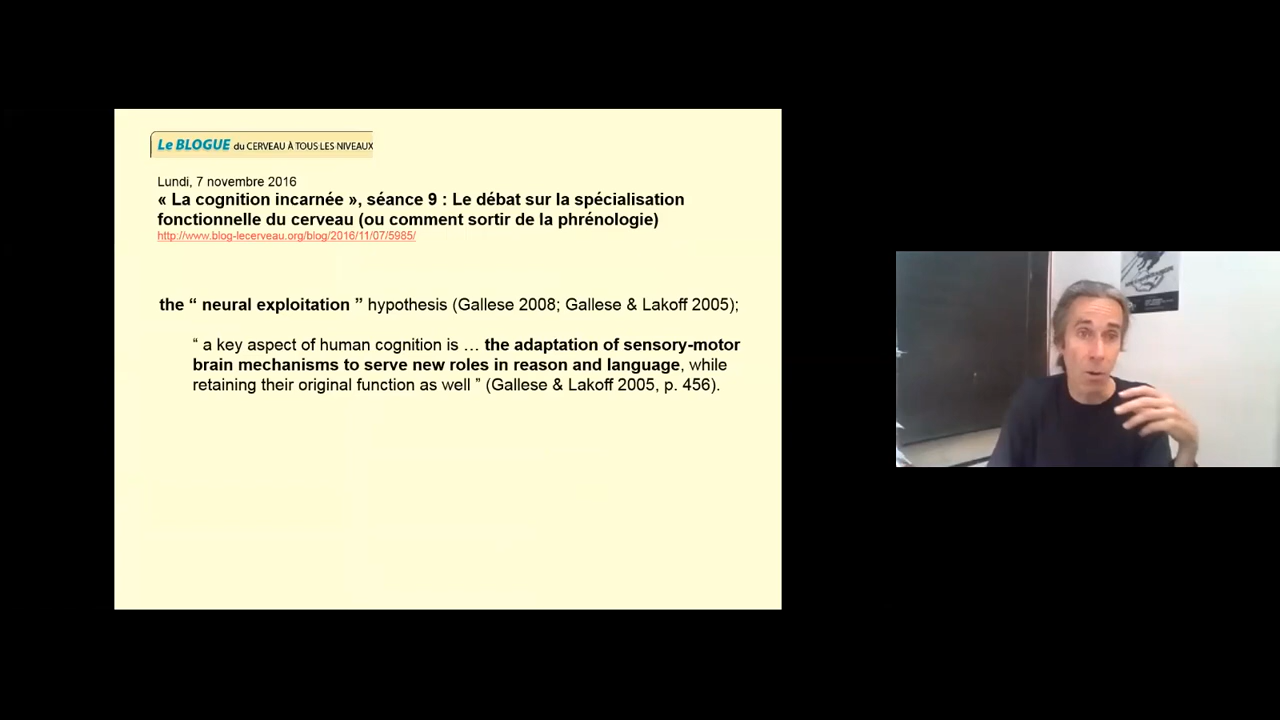 Le BLOGUE du CERVEAU À TOUS LES NIVEAUX
Lundi, 7 novembre 2016
« La cognition incarnée », séance 9 : Le débat sur la spécialisation
fonctionnelle du cerveau (ou comment sortir de la phrénologie)
http://www.blog-lecerveau.org/blog/2016/11/07/5985/
the “ neural exploitation ” hypothesis (Gallese 2008; Gallese & Lakoff 2005);
“ a key aspect of human cognition is … the adaptation of sensory-motor
brain mechanisms to serve new roles in reason and language, while
retaining their original function as well ” (Gallese & Lakoff 2005, p. 456).